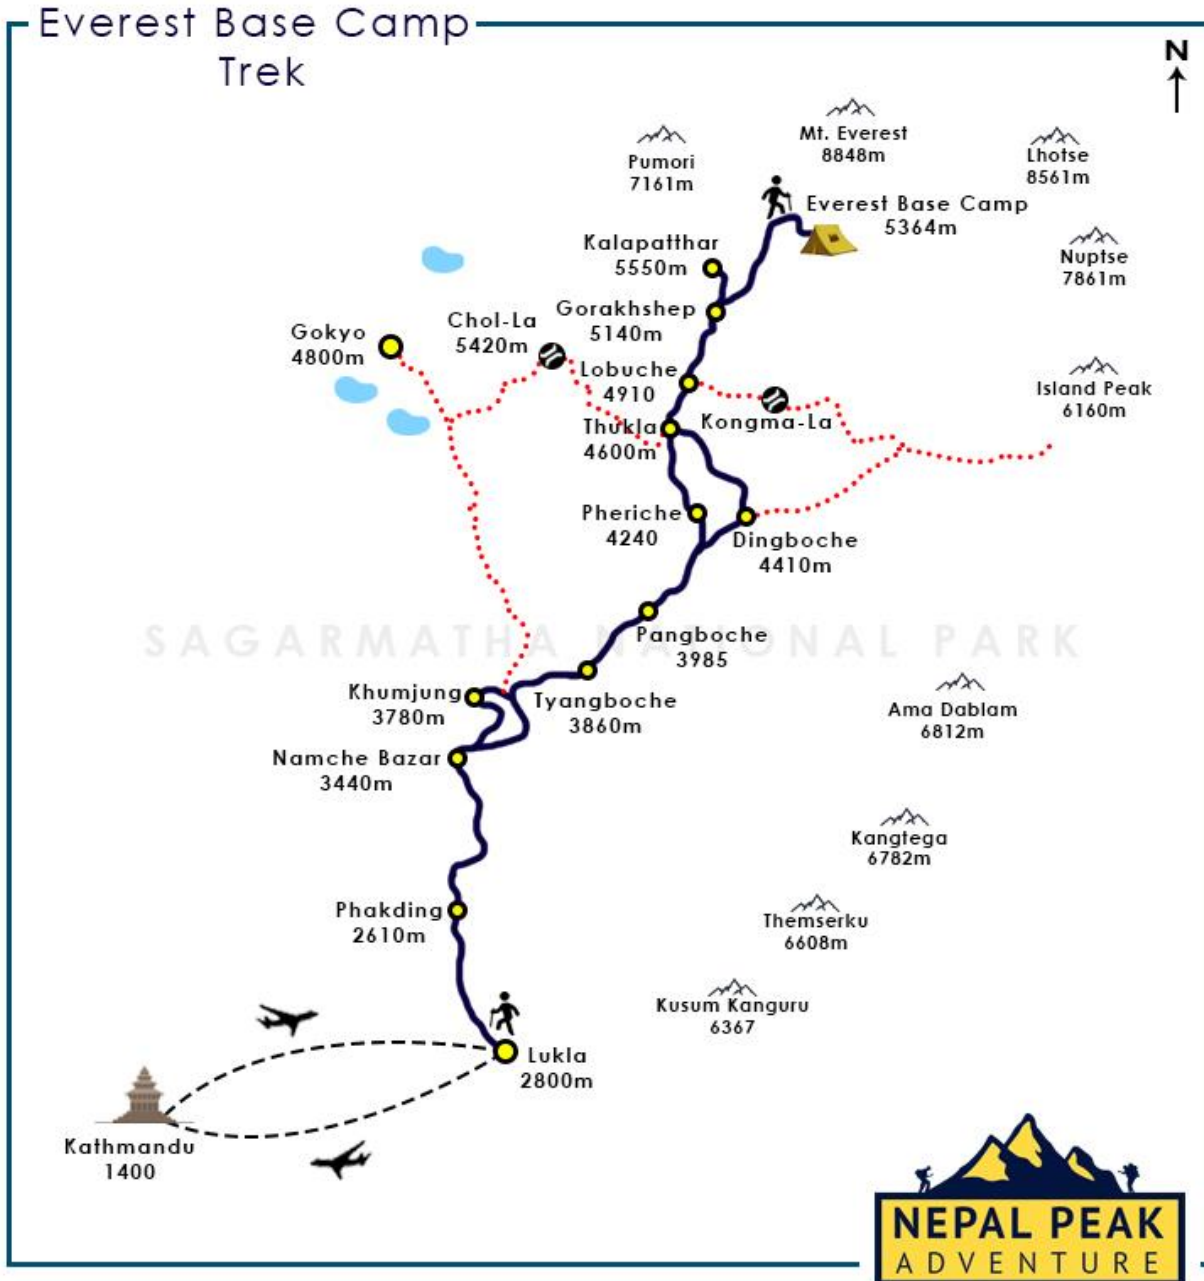 Everest Base Camp
Trek
N
Mt. Everest
8848m
Pumori
7161m
Lhotse
8561m
Everest Base Camp
5364m
Kalapatthar
5550m
Nuptse
7861m
Gorakhshep
5140m
Chol-La
5420m
Gokyo
4800m
Lobuche
4910
Island Peak
6160m
Kongma-La
Thukla
4600m
Pheriche
4240
Dingboche
4410m
SAGARMATHA NATIONAL PARK
Pangboche
3985
Khumjung
3780m
Tyangboche
3860m
Ama Dablam
6812m
Namche Bazar
3440m
Kangtega
6782m
Phakding
2610m
Themserku
6608m
Kusum Kanguru
6367
Lukla
2800m
Kathmandu
1400
NEPAL PEAK
ADVENTURE